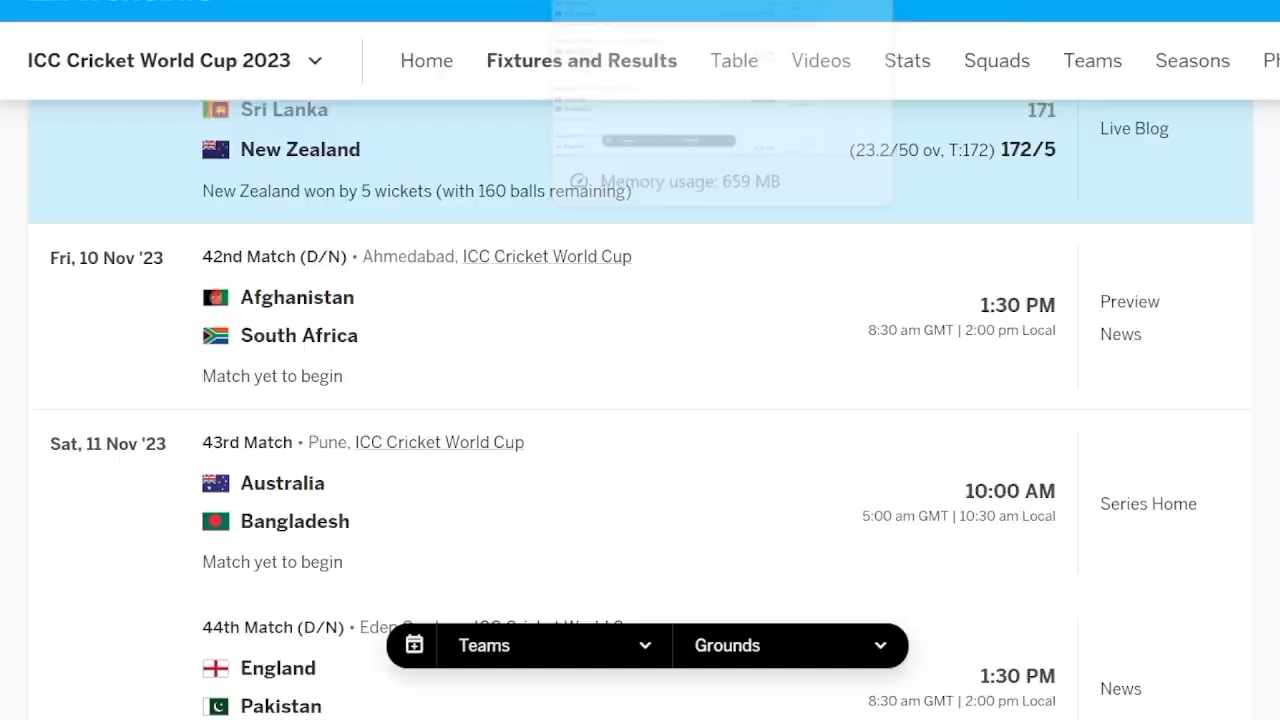 ICC Cricket World Cup 2023 Home Fixtures and Results Table Videos Stats Squads Teams Seasons
Sri Lanka 171
Live Blog
New Zealand (23.2/50 ov, T:172) 172/5
Memory usage: 659 MB
New Zealand won by 5 wickets (with 160 balls remaining)
Fri, 10 Nov '23 42nd Match (D/N) • Ahmedabad, ICC Cricket World Cup
Afghanistan 1:30 PM Preview
South Africa 8:30 am GMT | 2:00 pm Local News
Match yet to begin
Sat, 11 Nov '23 43rd Match • Pune, ICC Cricket World Cup
Australia 10:00 AM
Series Home
Bangladesh 5:00 am GMT | 10:30 am Local
Match yet to begin
44th Match (D/N) •
Teams Grounds
England 1:30 PM
News
Pakistan 8:30 am GMT | 2:00 pm Local